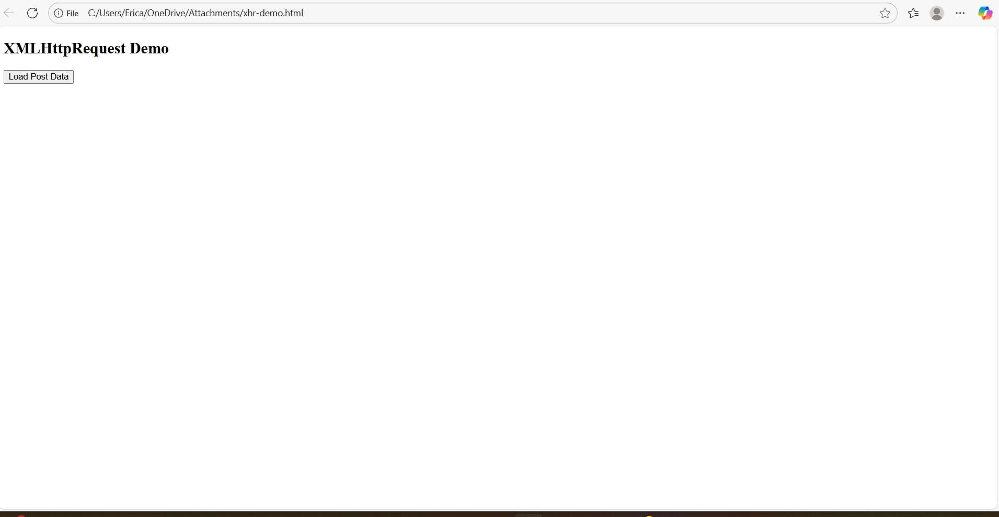 File C:/Users/Erica/OneDrive/Attachments/xhr-demo.html
XMLHttpRequest Demo
Load Post Data